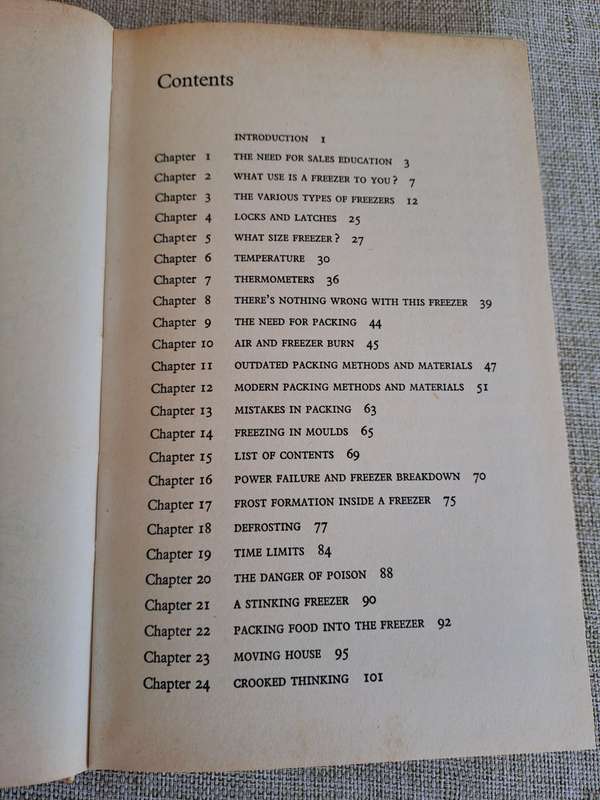 Contents
INTRODUCTION 1
Chapter 1 THE NEED FOR SALES EDUCATION 3
Chapter 2 WHAT USE IS A FREEZER TO YOU? 7
Chapter 3 THE VARIOUS TYPES OF FREEZERS 12
Chapter 4 LOCKS AND LATCHES 25
Chapter 5 WHAT SIZE FREEZER? 27
Chapter 6 TEMPERATURE 30
Chapter 7 THERMOMETERS 36
Chapter 8 THERE'S NOTHING WRONG WITH THIS FREEZER 39
Chapter 9 THE NEED FOR PACKING 44
Chapter 10 AIR AND FREEZER BURN 45
Chapter 11 OUTDATED PACKING METHODS AND MATERIALS 47
Chapter 12 MODERN PACKING METHODS AND MATERIALS 51
Chapter 13 MISTAKES IN PACKING 63
Chapter 14 FREEZING IN MOULDS 65
Chapter 15 LIST OF CONTENTS 69
Chapter 16 POWER FAILURE AND FREEZER BREAKDOWN 70
Chapter 17 FROST FORMATION INSIDE A FREEZER 75
Chapter 18 DEFROSTING 77
Chapter 19 TIME LIMITS 84
Chapter 20 THE DANGER OF POISON 88
Chapter 21 A STINKING FREEZER 90
Chapter 22 PACKING FOOD INTO THE FREEZER 92
Chapter 23 MOVING HOUSE 95
Chapter 24 CROOKED THINKING 101